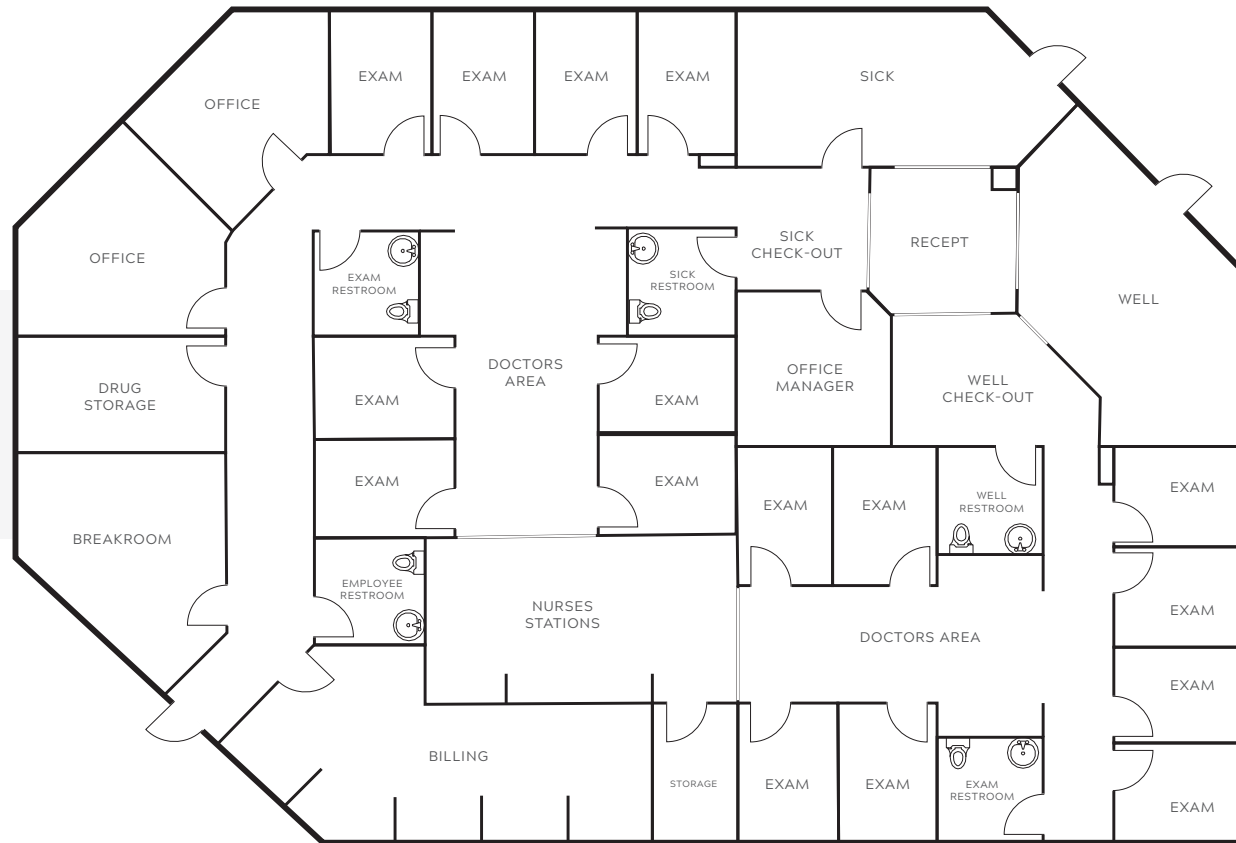 EXAM
EXAM
EXAM
EXAM
SICK
OFFICE
SICK
CHECK-OUT
RECEPT
OFFICE
EXAM
RESTROOM
SICK
RESTROOM
WELL
DOCTORS
AREA
OFFICE
MANAGER
WELL
CHECK-OUT
DRUG
STORAGE
EXAM
EXAM
EXAM
EXAM
EXAM
EXAM
WELL
RESTROOM
EXAM
BREAKROOM
EMPLOYEE
RESTROOM
NURSES
STATIONS
EXAM
DOCTORS AREA
EXAM
BILLING
STORAGE
EXAM
EXAM
EXAM
RESTROOM
EXAM